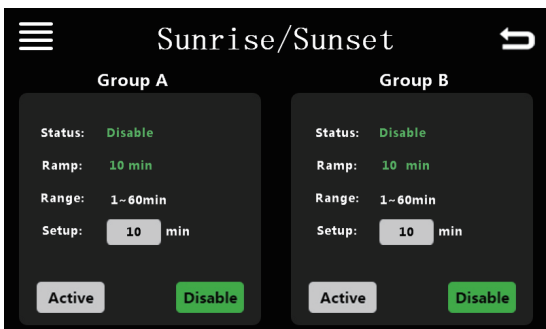 Sunrise/Sunset
Group A
Status: Disable
Ramp: 10 min
Range: 1~60min
Setup: 10 min
Active Disable
Group B
Status: Disable
Ramp: 10 min
Range: 1~60min
Setup: 10 min
Active Disable